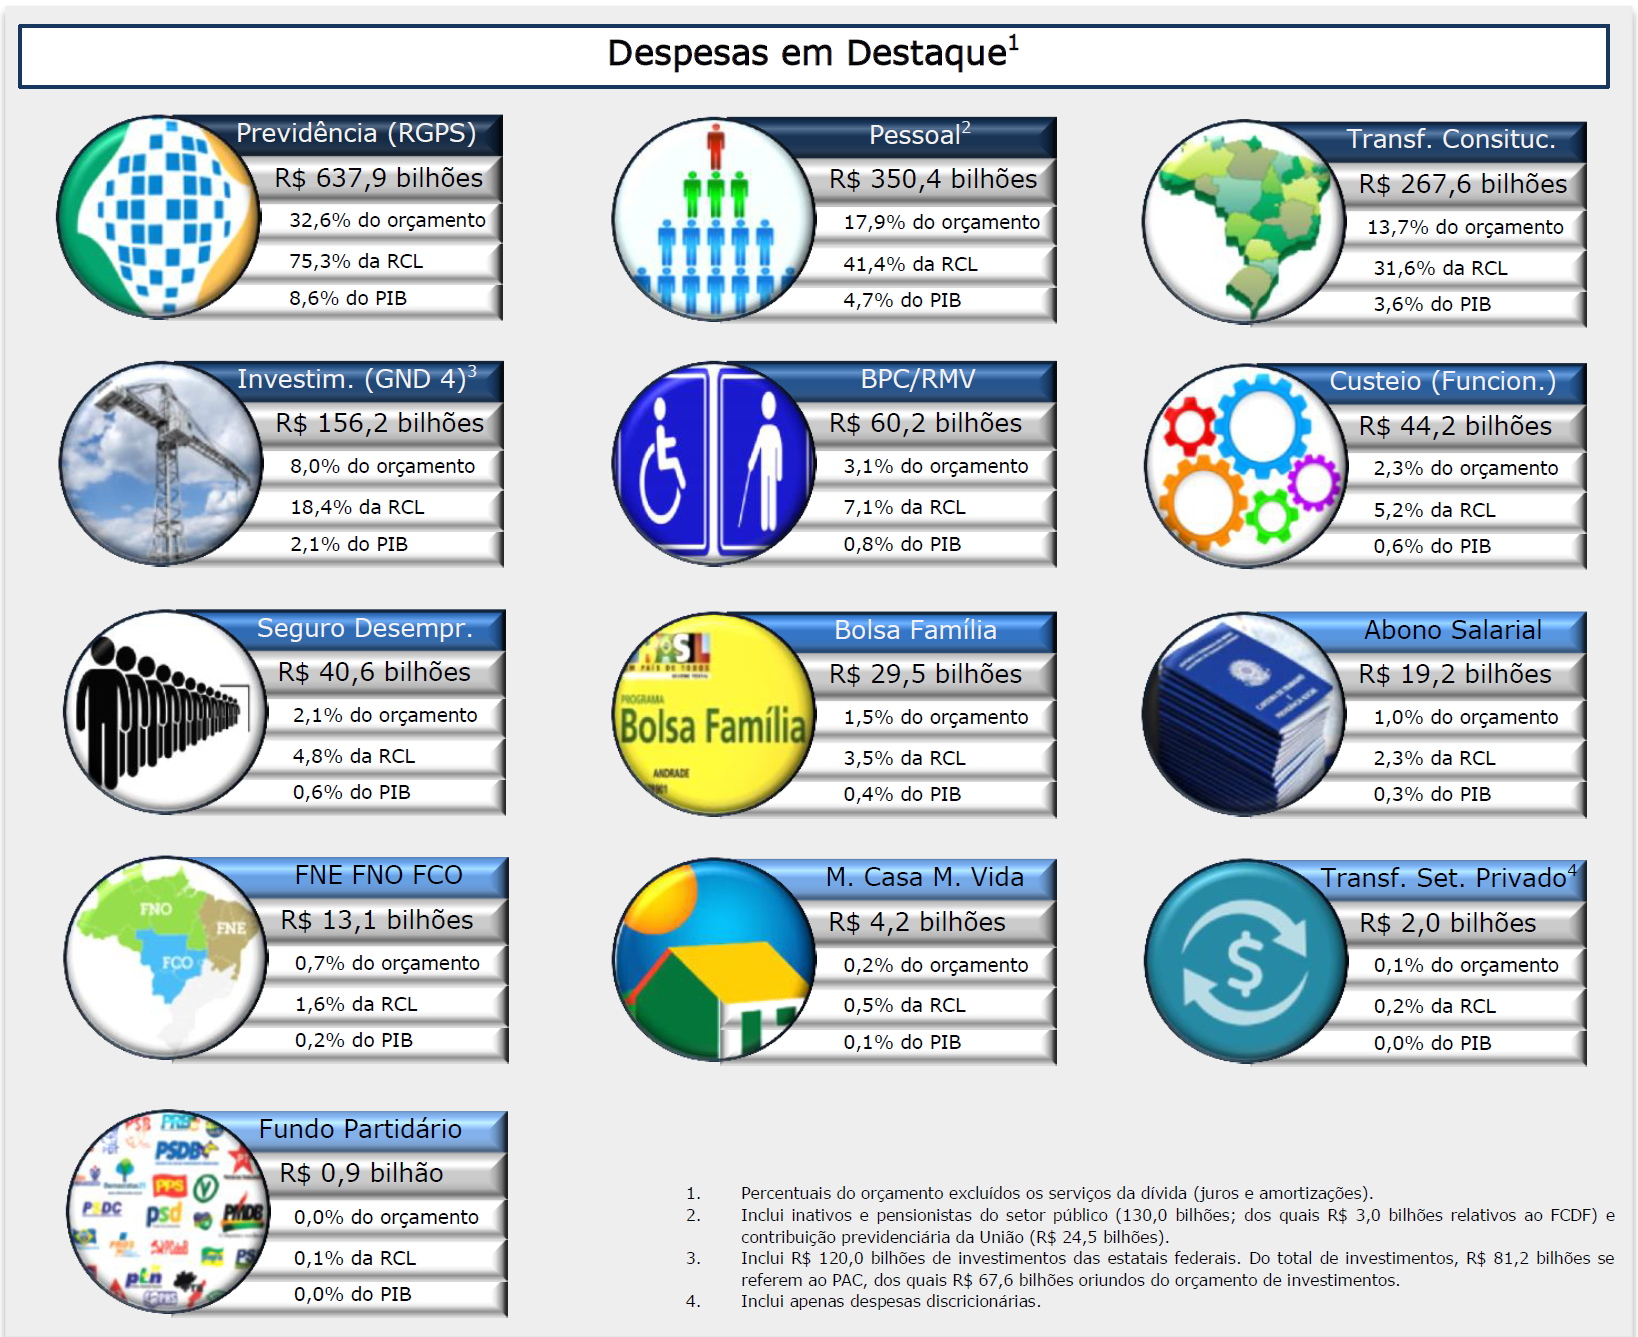 Despesas em Destaque¹
Previdência (RGPS)
R$ 637,9 bilhões
32,6% do orçamento
75,3% da RCL
8,6% do PIB
Pessoal²
R$ 350,4 bilhões
17,9% do orçamento
41,4% da RCL
4,7% do PIB
Transf. Consituc.
R$ 267,6 bilhões
13,7% do orçamento
31,6% da RCL
3,6% do PIB
Investim. (GND 4)³
R$ 156,2 bilhões
8,0% do orçamento
18,4% da RCL
2,1% do PIB
BPC/RMV
R$ 60,2 bilhões
3,1% do orçamento
7,1% da RCL
0,8% do PIB
Custeio (Funcion.)
R$ 44,2 bilhões
2,3% do orçamento
5,2% da RCL
0,6% do PIB
Seguro Desempr.
R$ 40,6 bilhões
2,1% do orçamento
4,8% da RCL
0,6% do PIB
PROGRAMA
Bolsa Família
ANDRADE
Bolsa Família
R$ 29,5 bilhões
1,5% do orçamento
3,5% da RCL
0,4% do PIB
Abono Salarial
R$ 19,2 bilhões
1,0% do orçamento
2,3% da RCL
0,3% do PIB
FNO
FNE
FCO
FNE FNO FCO
R$ 13,1 bilhões
0,7% do orçamento
1,6% da RCL
0,2% do PIB
M. Casa M. Vida
R$ 4,2 bilhões
0,2% do orçamento
0,5% da RCL
0,1% do PIB
$
Transf. Set. Privado⁴
R$ 2,0 bilhões
0,1% do orçamento
0,2% da RCL
0,0% do PIB
PSB
PSDB
PPS
PSDC
psd
PMDB
Fundo Partidário
R$ 0,9 bilhão
0,0% do orçamento
0,1% da RCL
0,0% do PIB
1. Percentuais do orçamento excluídos os serviços da dívida (juros e amortizações).
2. Inclui inativos e pensionistas do setor público (130,0 bilhões; dos quais R$ 3,0 bilhões relativos ao FCDF) e
contribuição previdenciária da União (R$ 24,5 bilhões).
3. Inclui R$ 120,0 bilhões de investimentos das estatais federais. Do total de investimentos, R$ 81,2 bilhões se
referem ao PAC, dos quais R$ 67,6 bilhões oriundos do orçamento de investimentos.
4. Inclui apenas despesas discricionárias.